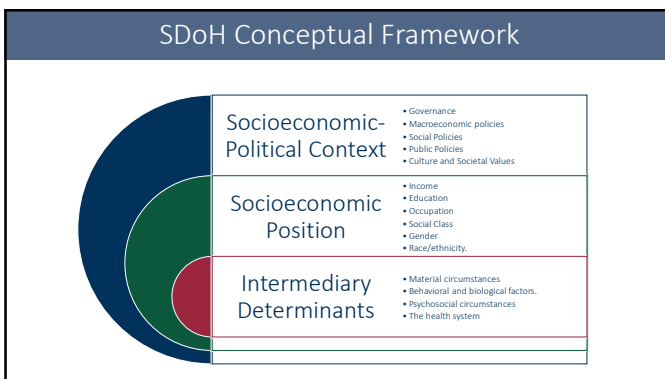 SDoH Conceptual Framework
Socioeconomic-
Political Context
• Governance
• Macroeconomic policies
• Social Policies
• Public Policies
• Culture and Societal Values
Socioeconomic
Position
• Income
• Education
• Occupation
• Social Class
• Gender
• Race/ethnicity.
Intermediary
Determinants
• Material circumstances
• Behavioral and biological factors.
• Psychosocial circumstances
• The health system